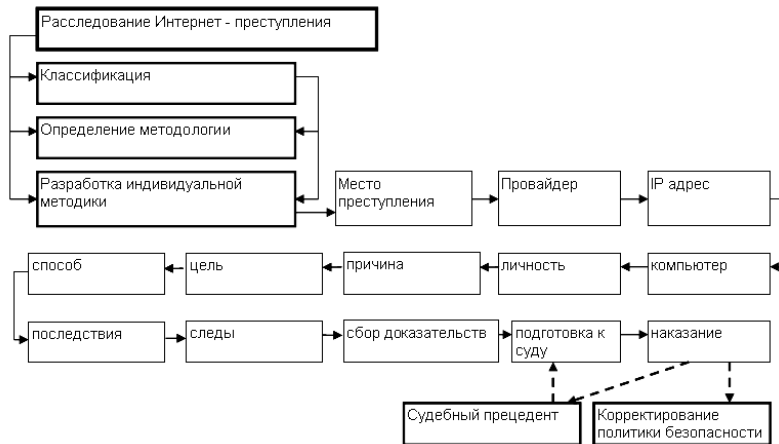 Расследование Интернет - преступления
Классификация
Определение методологии
Разработка индивидуальной
методики
Место
преступления
Провайдер
IP адрес
способ
цель
причина
личность
компьютер
последствия
следы
сбор доказательств
подготовка к
суду
наказание
Судебный прецедент
Корректирование
политики безопасности